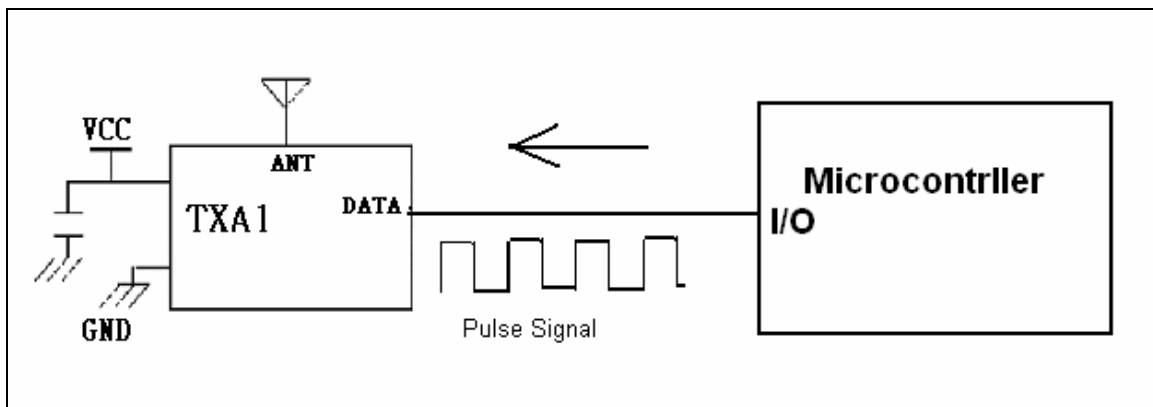 VCC
ANT
DATA
TXA1
GND
Pulse Signal
Microcontrller
I/O